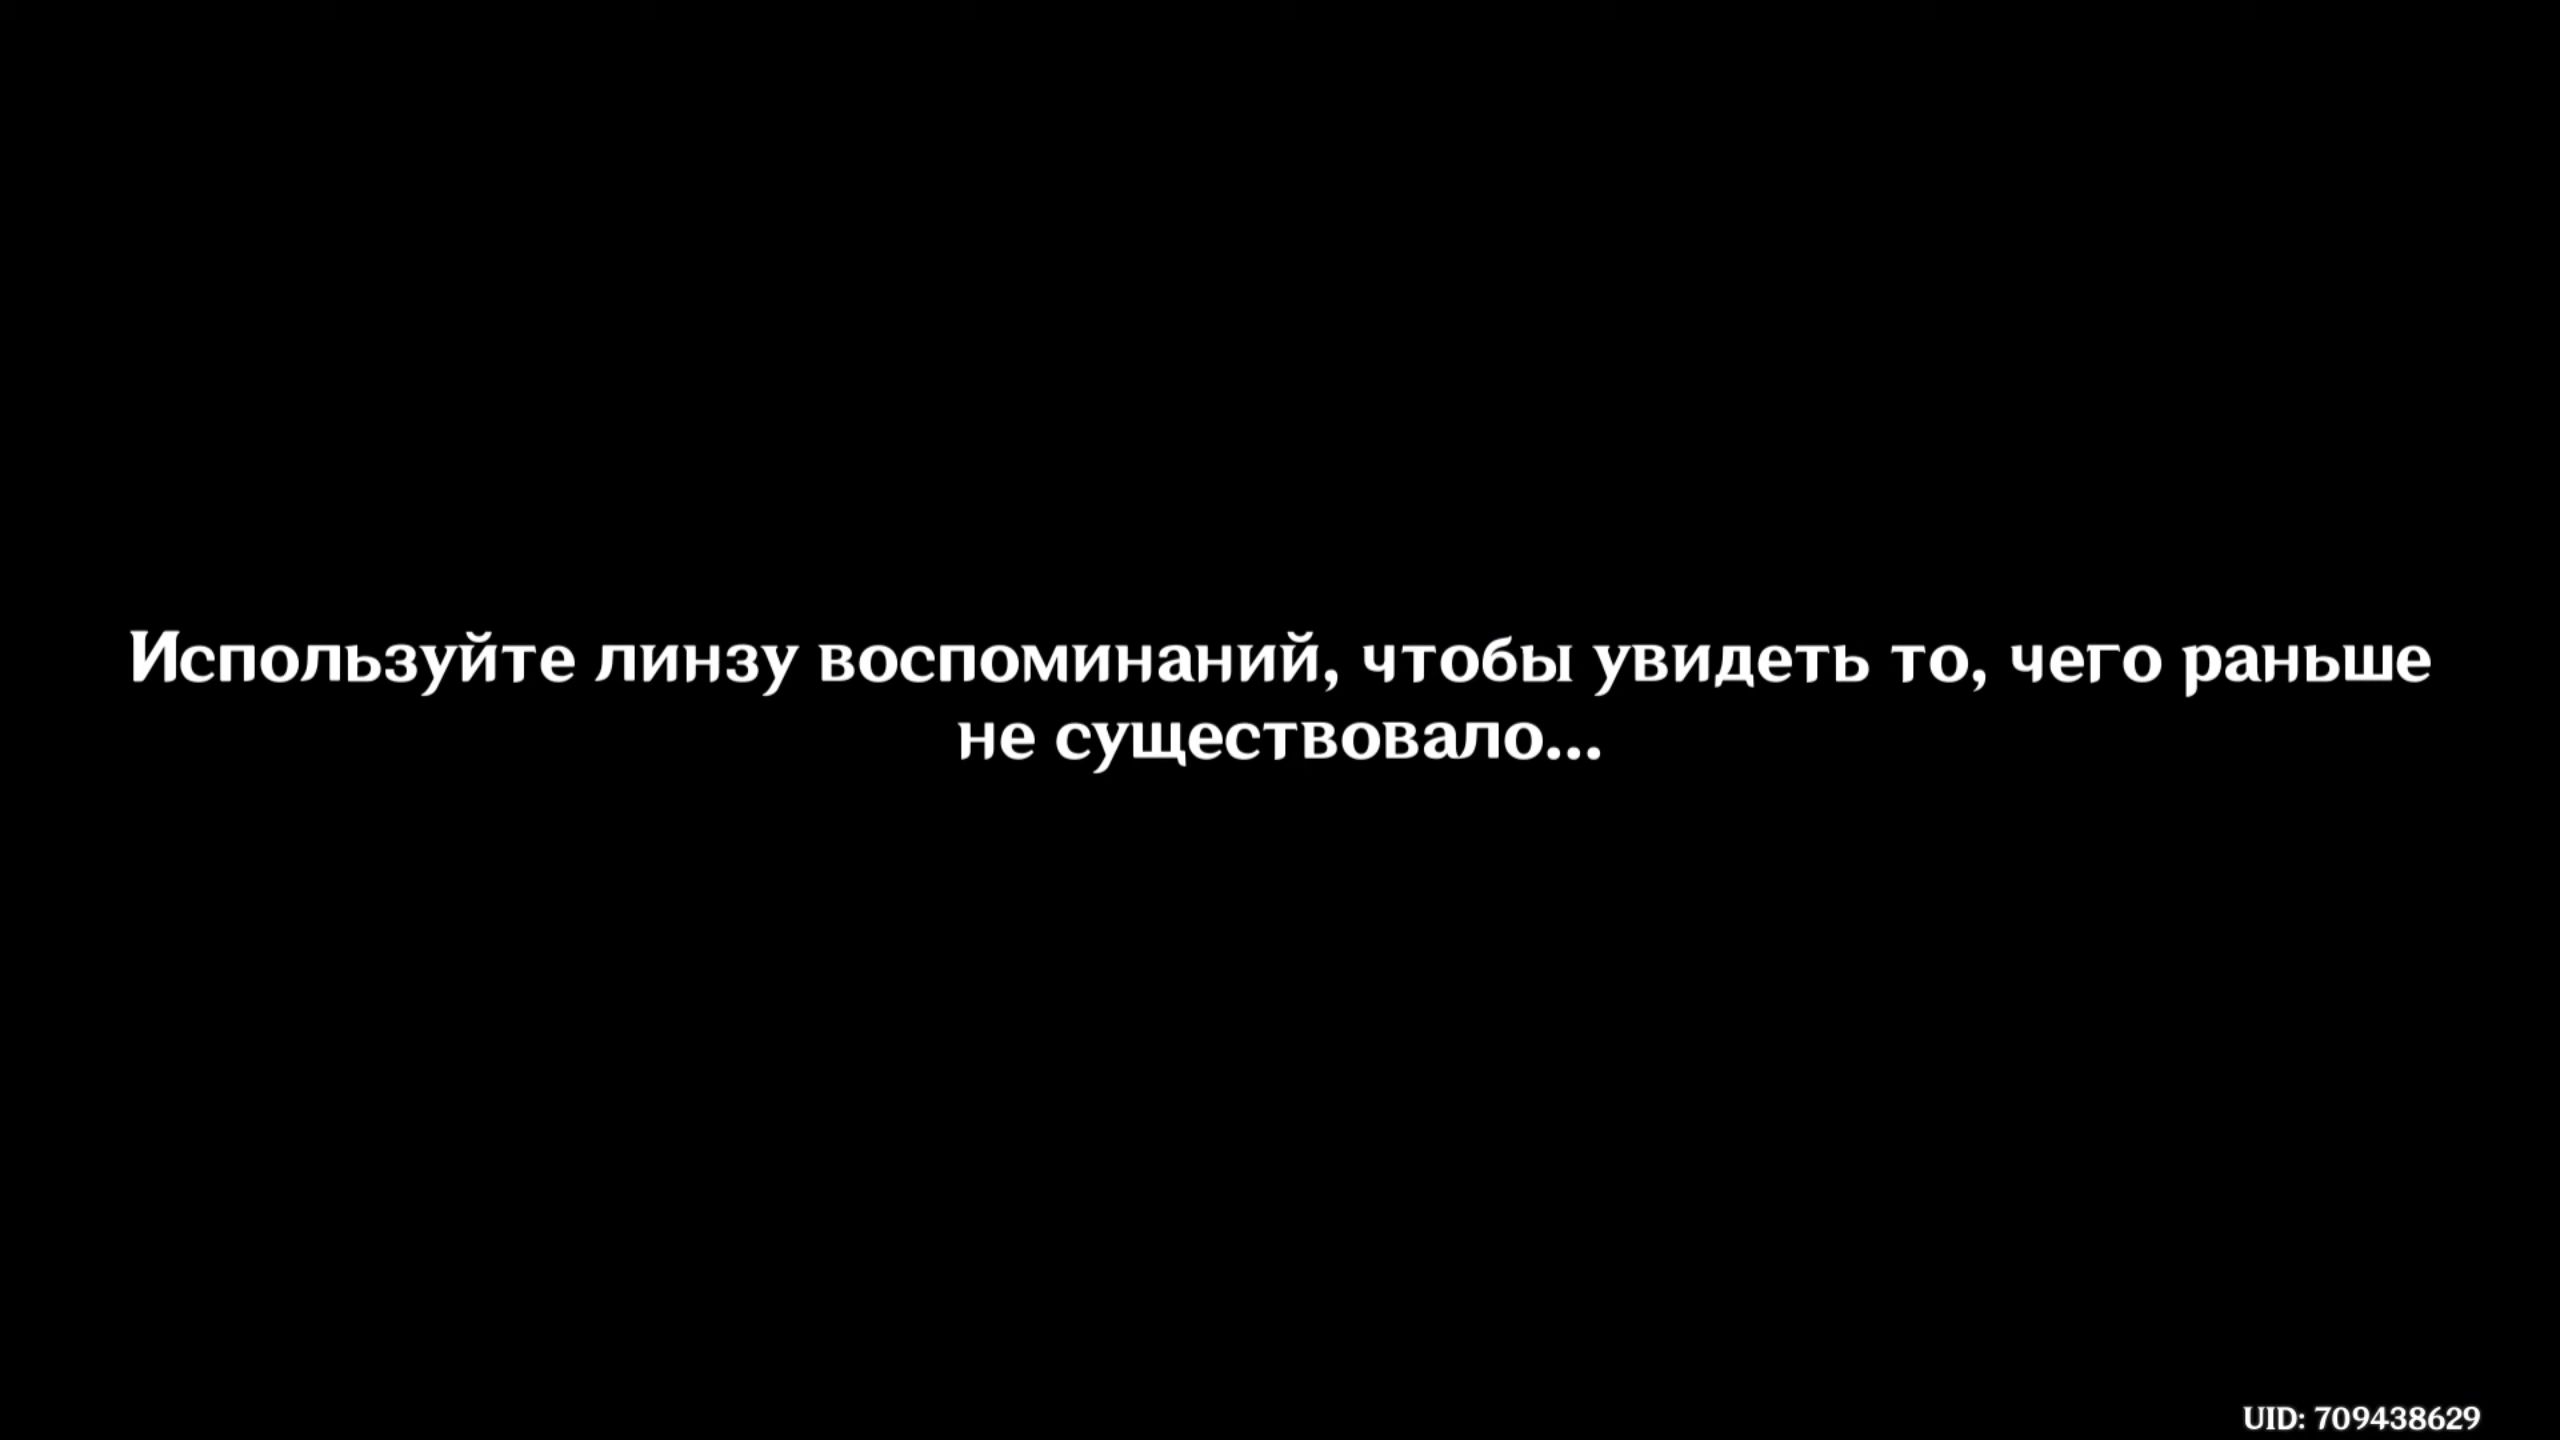 Используйте линзу воспоминаний, чтобы увидеть то, чего раньше
не существовало...
UID: 709438629